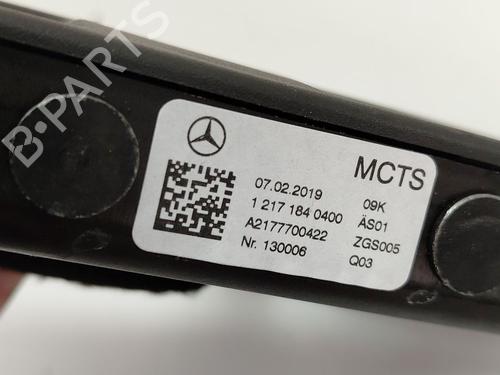 B-PARTS
MCTS
07.02.2019 09K
1 217 184 0400 ÄS01
A2177700422 ZGS005
Nr. 130006 Q03